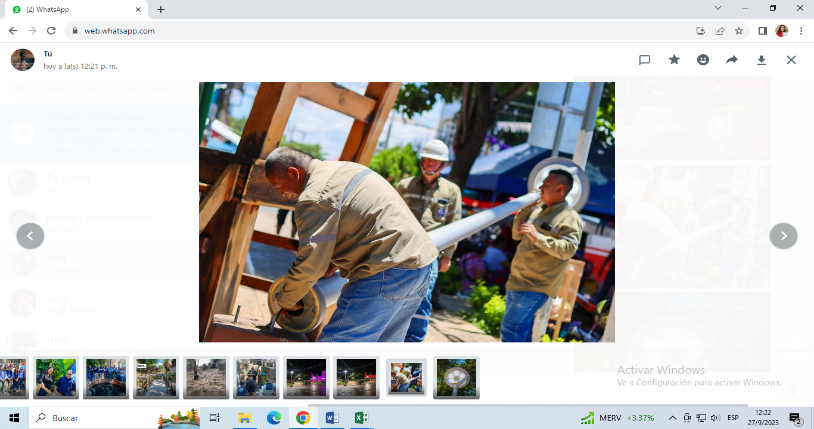 (2) WhatsApp
web.whatsapp.com
Tú
hoy a la(s) 12:21 p. m.
Activar Windows
Ve a Configuración para activar Windows.
Buscar
MERV +3.37%
ESP
12:22
27/9/2023
2